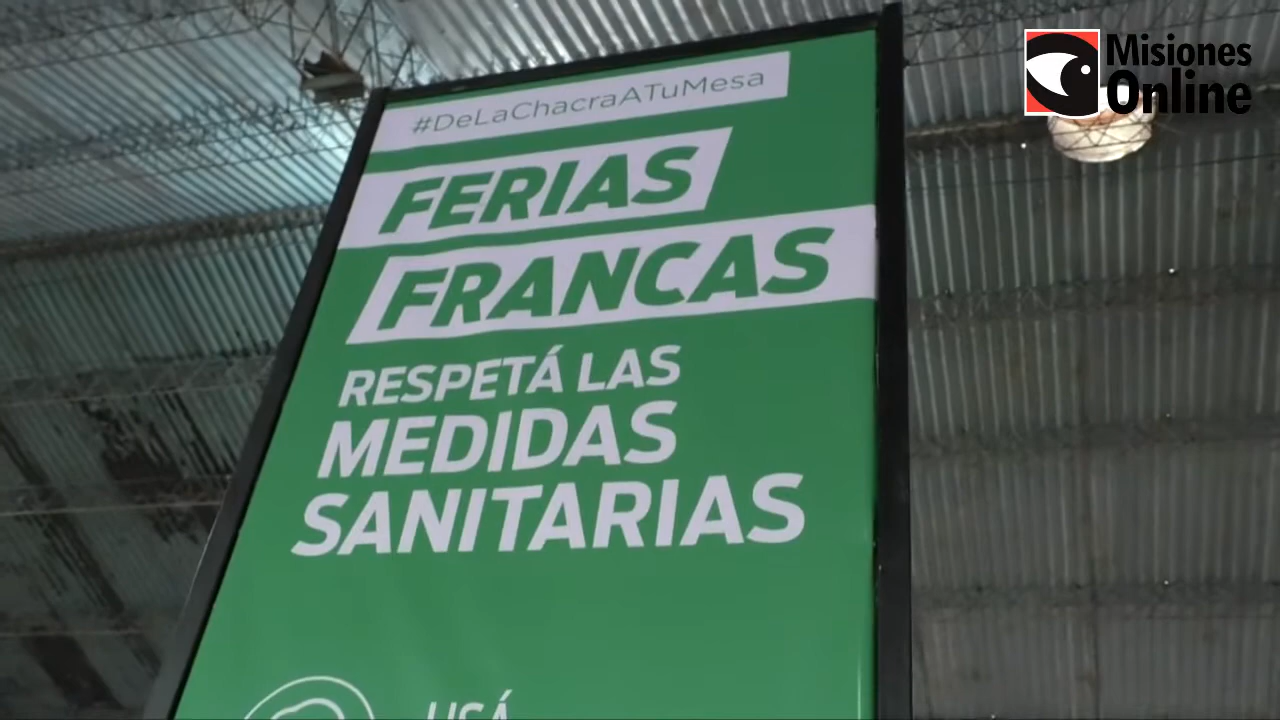 #DeLaChacraATuMesa
FERIAS
FRANCAS
RESPETÁ LAS
MEDIDAS
SANITARIAS
USÁ
Misiones
Online